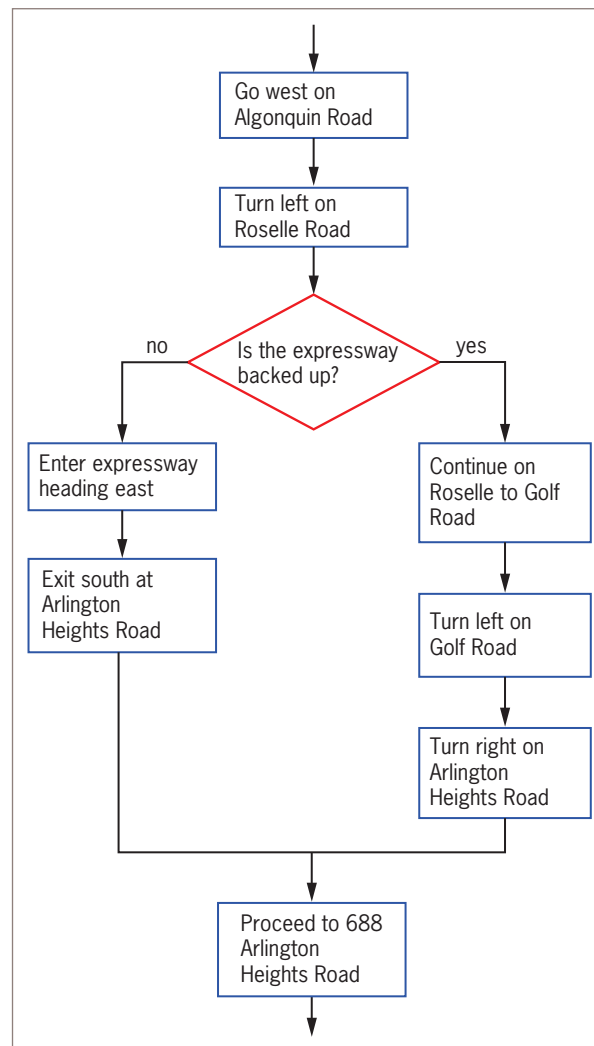 Go west on
Algonquin Road
Turn left on
Roselle Road
Is the expressway
backed up?
no
yes
Enter expressway
heading east
Exit south at
Arlington
Heights Road
Continue on
Roselle to Golf
Road
Turn left on
Golf Road
Turn right on
Arlington
Heights Road
Proceed to 688
Arlington
Heights Road